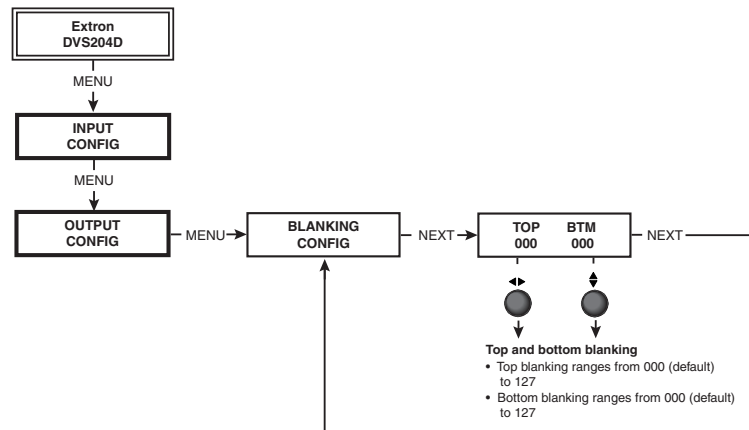 Extron
DVS204D
MENU
INPUT
CONFIG
MENU
OUTPUT
CONFIG
MENU
BLANKING
CONFIG
NEXT
TOP BTM
000 000
NEXT
Top and bottom blanking
• Top blanking ranges from 000 (default)
to 127
• Bottom blanking ranges from 000 (default)
to 127